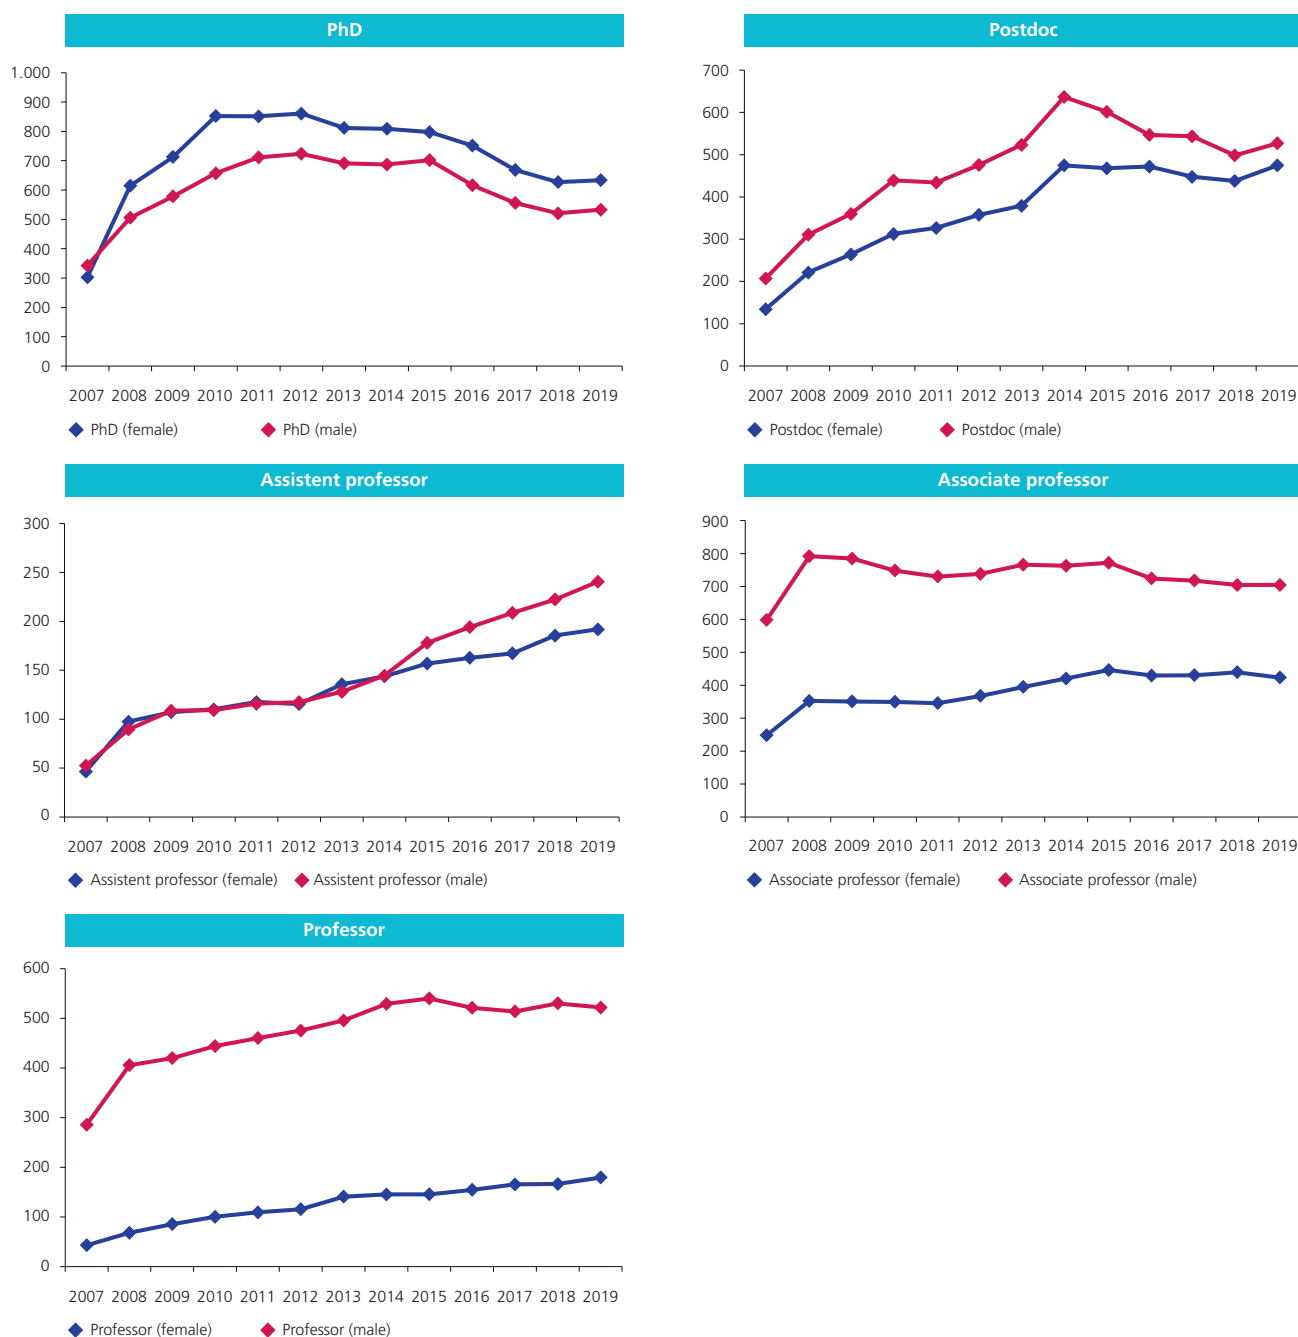 PhD
1.000
900
800
700
600
500
400
300
200
100
0
2007 2008 2009 2010 2011 2012 2013 2014 2015 2016 2017 2018 2019
PhD (female) PhD (male)
Postdoc
700
600
500
400
300
200
100
0
2007 2008 2009 2010 2011 2012 2013 2014 2015 2016 2017 2018 2019
Postdoc (female) Postdoc (male)
Assistent professor
300
250
200
150
100
50
0
2007 2008 2009 2010 2011 2012 2013 2014 2015 2016 2017 2018 2019
Assistent professor (female) Assistent professor (male)
Associate professor
900
800
700
600
500
400
300
200
100
0
2007 2008 2009 2010 2011 2012 2013 2014 2015 2016 2017 2018 2019
Associate professor (female) Associate professor (male)
Professor
600
500
400
300
200
100
0
2007 2008 2009 2010 2011 2012 2013 2014 2015 2016 2017 2018 2019
Professor (female) Professor (male)